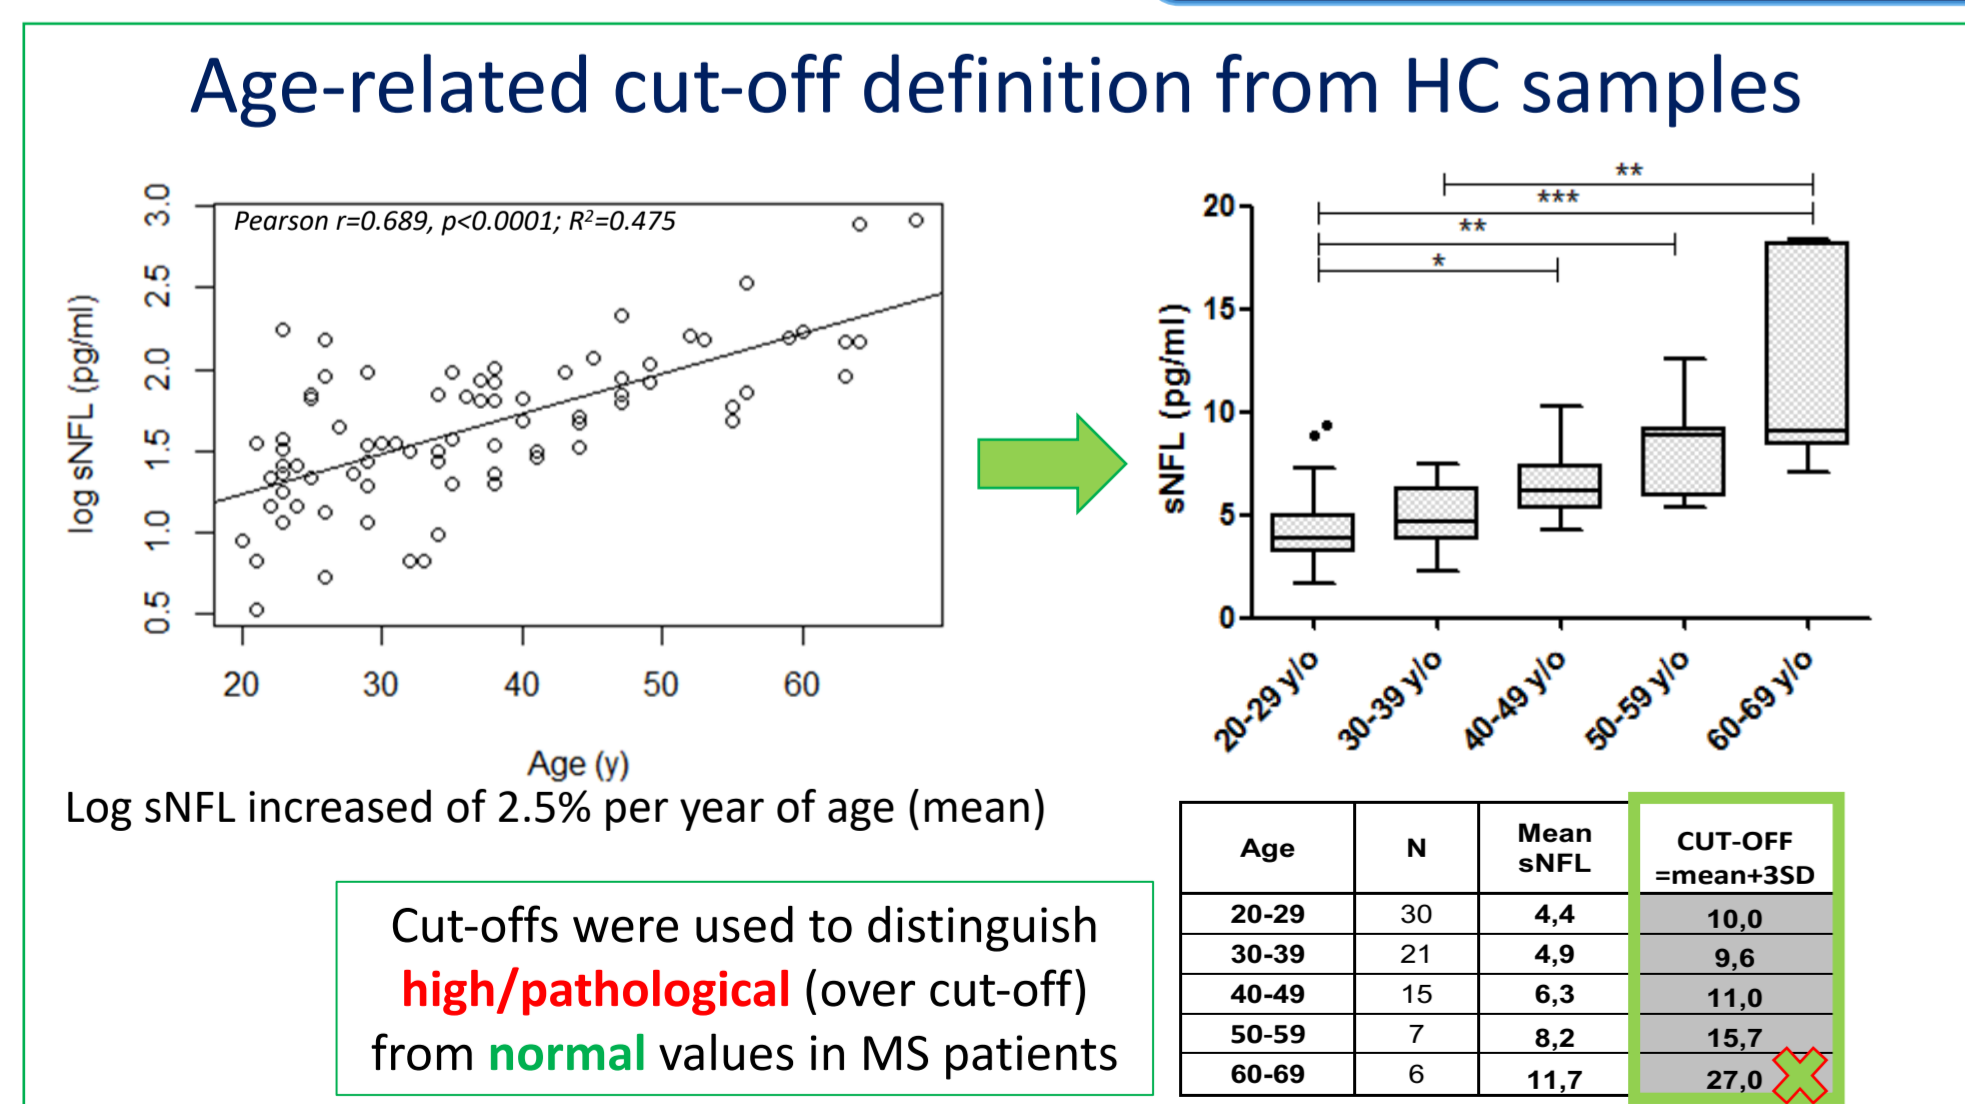 Age-related cut-off definition from HC samples
Pearson r=0.689, p<0.0001; R²=0.475
log sNFL (pg/ml)
3.0
2.5
2.0
1.5
1.0
0.5
20 30 40 50 60
Age (y)
Log sNFL increased of 2.5% per year of age (mean)
**
***
**
*
sNFL (pg/ml)
20
15
10
5
0
20-29 y/o 30-39 y/o 40-49 y/o 50-59 y/o 60-69 y/o
Cut-offs were used to distinguish
high/pathological (over cut-off)
from normal values in MS patients
Age N Mean sNFL CUT-OFF =mean+3SD
20-29 30 4,4 10,0
30-39 21 4,9 9,6
40-49 15 6,3 11,0
50-59 7 8,2 15,7
60-69 6 11,7 27,0